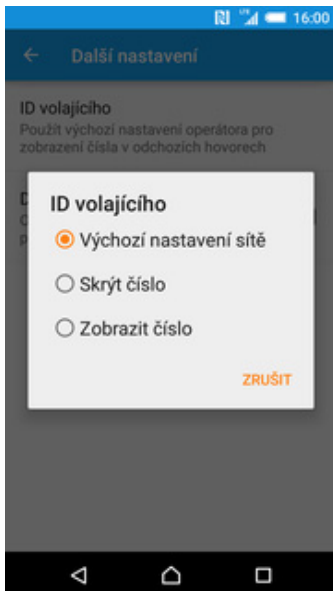 16:00
Další nastavení
ID volajícího
Použít výchozí nastavení operátora pro
zobrazení čísla v odchozích hovorech
ID volajícího
Výchozí nastavení sítě
Skrýt číslo
Zobrazit číslo
ZRUŠIT